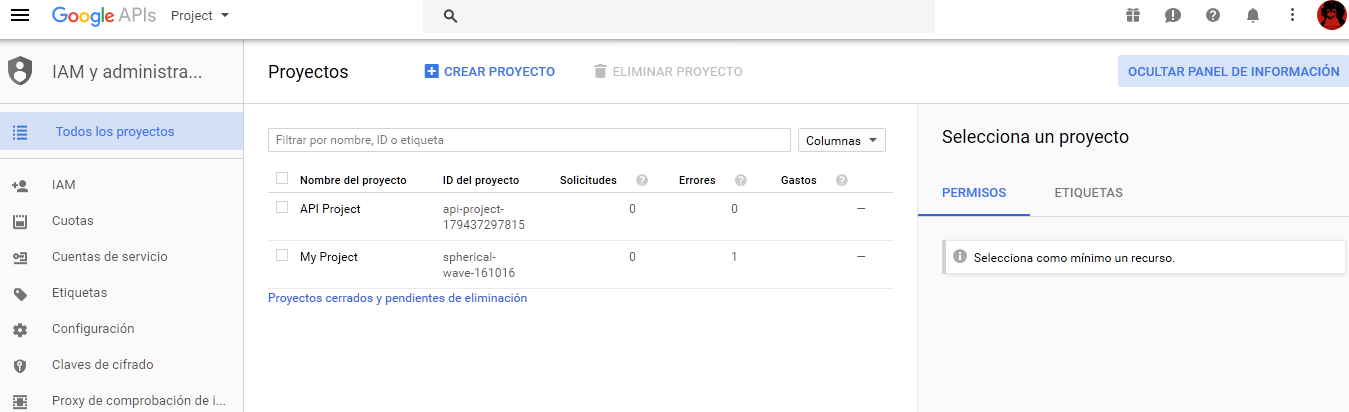 Google APIs Project
IAM y administra...
Proyectos CREAR PROYECTO ELIMINAR PROYECTO OCULTAR PANEL DE INFORMACIÓN
Todos los proyectos
IAM
Cuotas
Cuentas de servicio
Etiquetas
Configuración
Claves de cifrado
Proxy de comprobación de i...
Filtrar por nombre, ID o etiqueta Columnas
Nombre del proyecto ID del proyecto Solicitudes Errores Gastos
API Project api-project- 0 0 —
179437297815
My Project spherical- 0 1 —
wave-161016
Proyectos cerrados y pendientes de eliminación
Selecciona un proyecto
PERMISOS ETIQUETAS
Selecciona como mínimo un recurso.